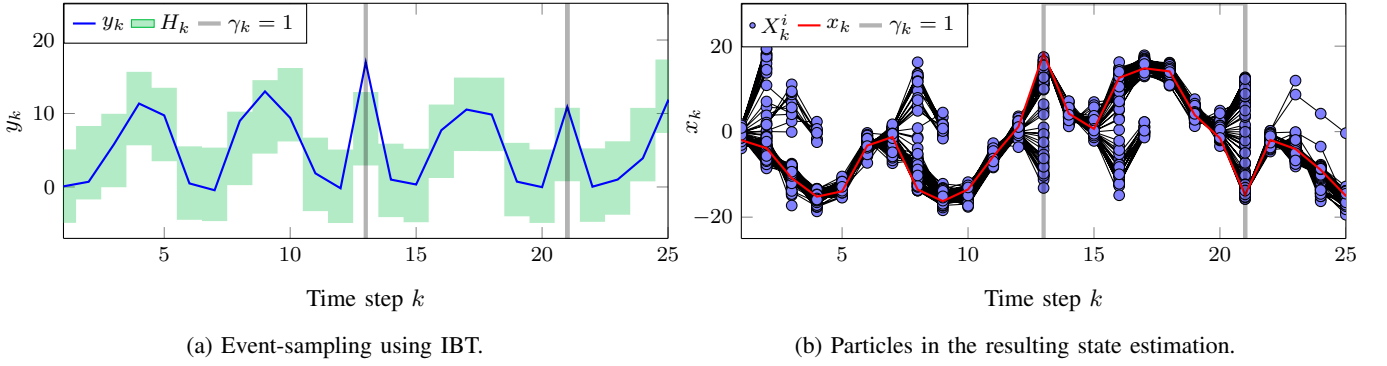 y_k H_k γ_k = 1
20
10
0
y_k
5 10 15 20 25
Time step k
(a) Event-sampling using IBT.
X_k^i x_k γ_k = 1
20
0
−20
x_k
5 10 15 20 25
Time step k
(b) Particles in the resulting state estimation.